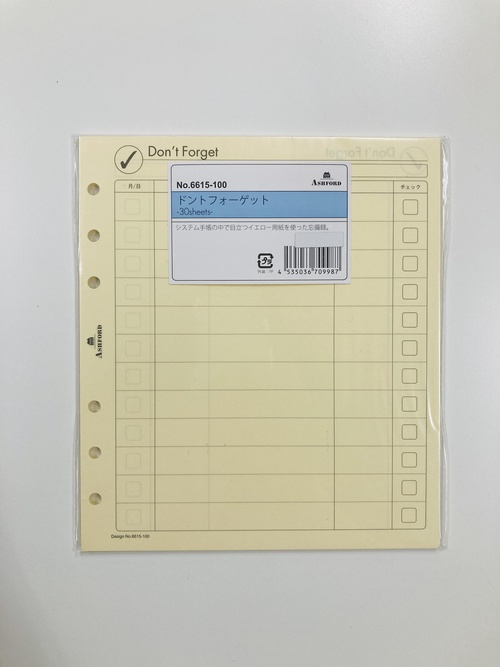 Don't Forget
No.6615-100
ASHFORD
ドントフォーゲット
-30sheets-
システム手帳の中で目立つイエロー用紙を使った忘備録。
4 535036 709987
月/日
チェック
ASHFORD
Design No.6615-100